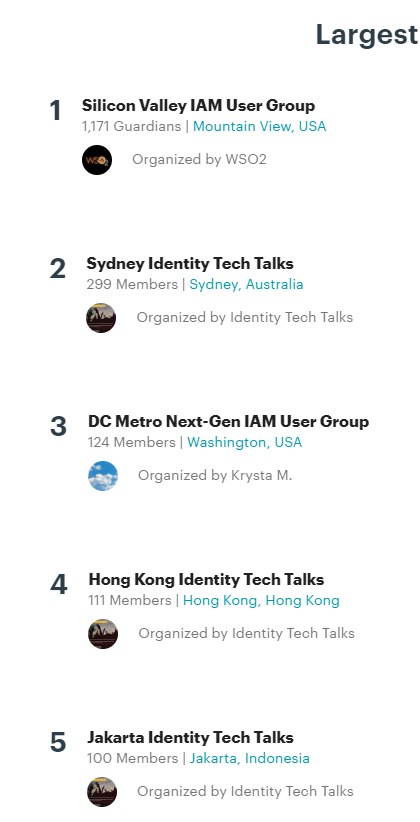 Largest
1
Silicon Valley IAM User Group
1,171 Guardians | Mountain View, USA
WSO2
Organized by WSO2
2
Sydney Identity Tech Talks
299 Members | Sydney, Australia
Organized by Identity Tech Talks
3
DC Metro Next-Gen IAM User Group
124 Members | Washington, USA
Organized by Krysta M.
4
Hong Kong Identity Tech Talks
111 Members | Hong Kong, Hong Kong
Organized by Identity Tech Talks
5
Jakarta Identity Tech Talks
100 Members | Jakarta, Indonesia
Organized by Identity Tech Talks